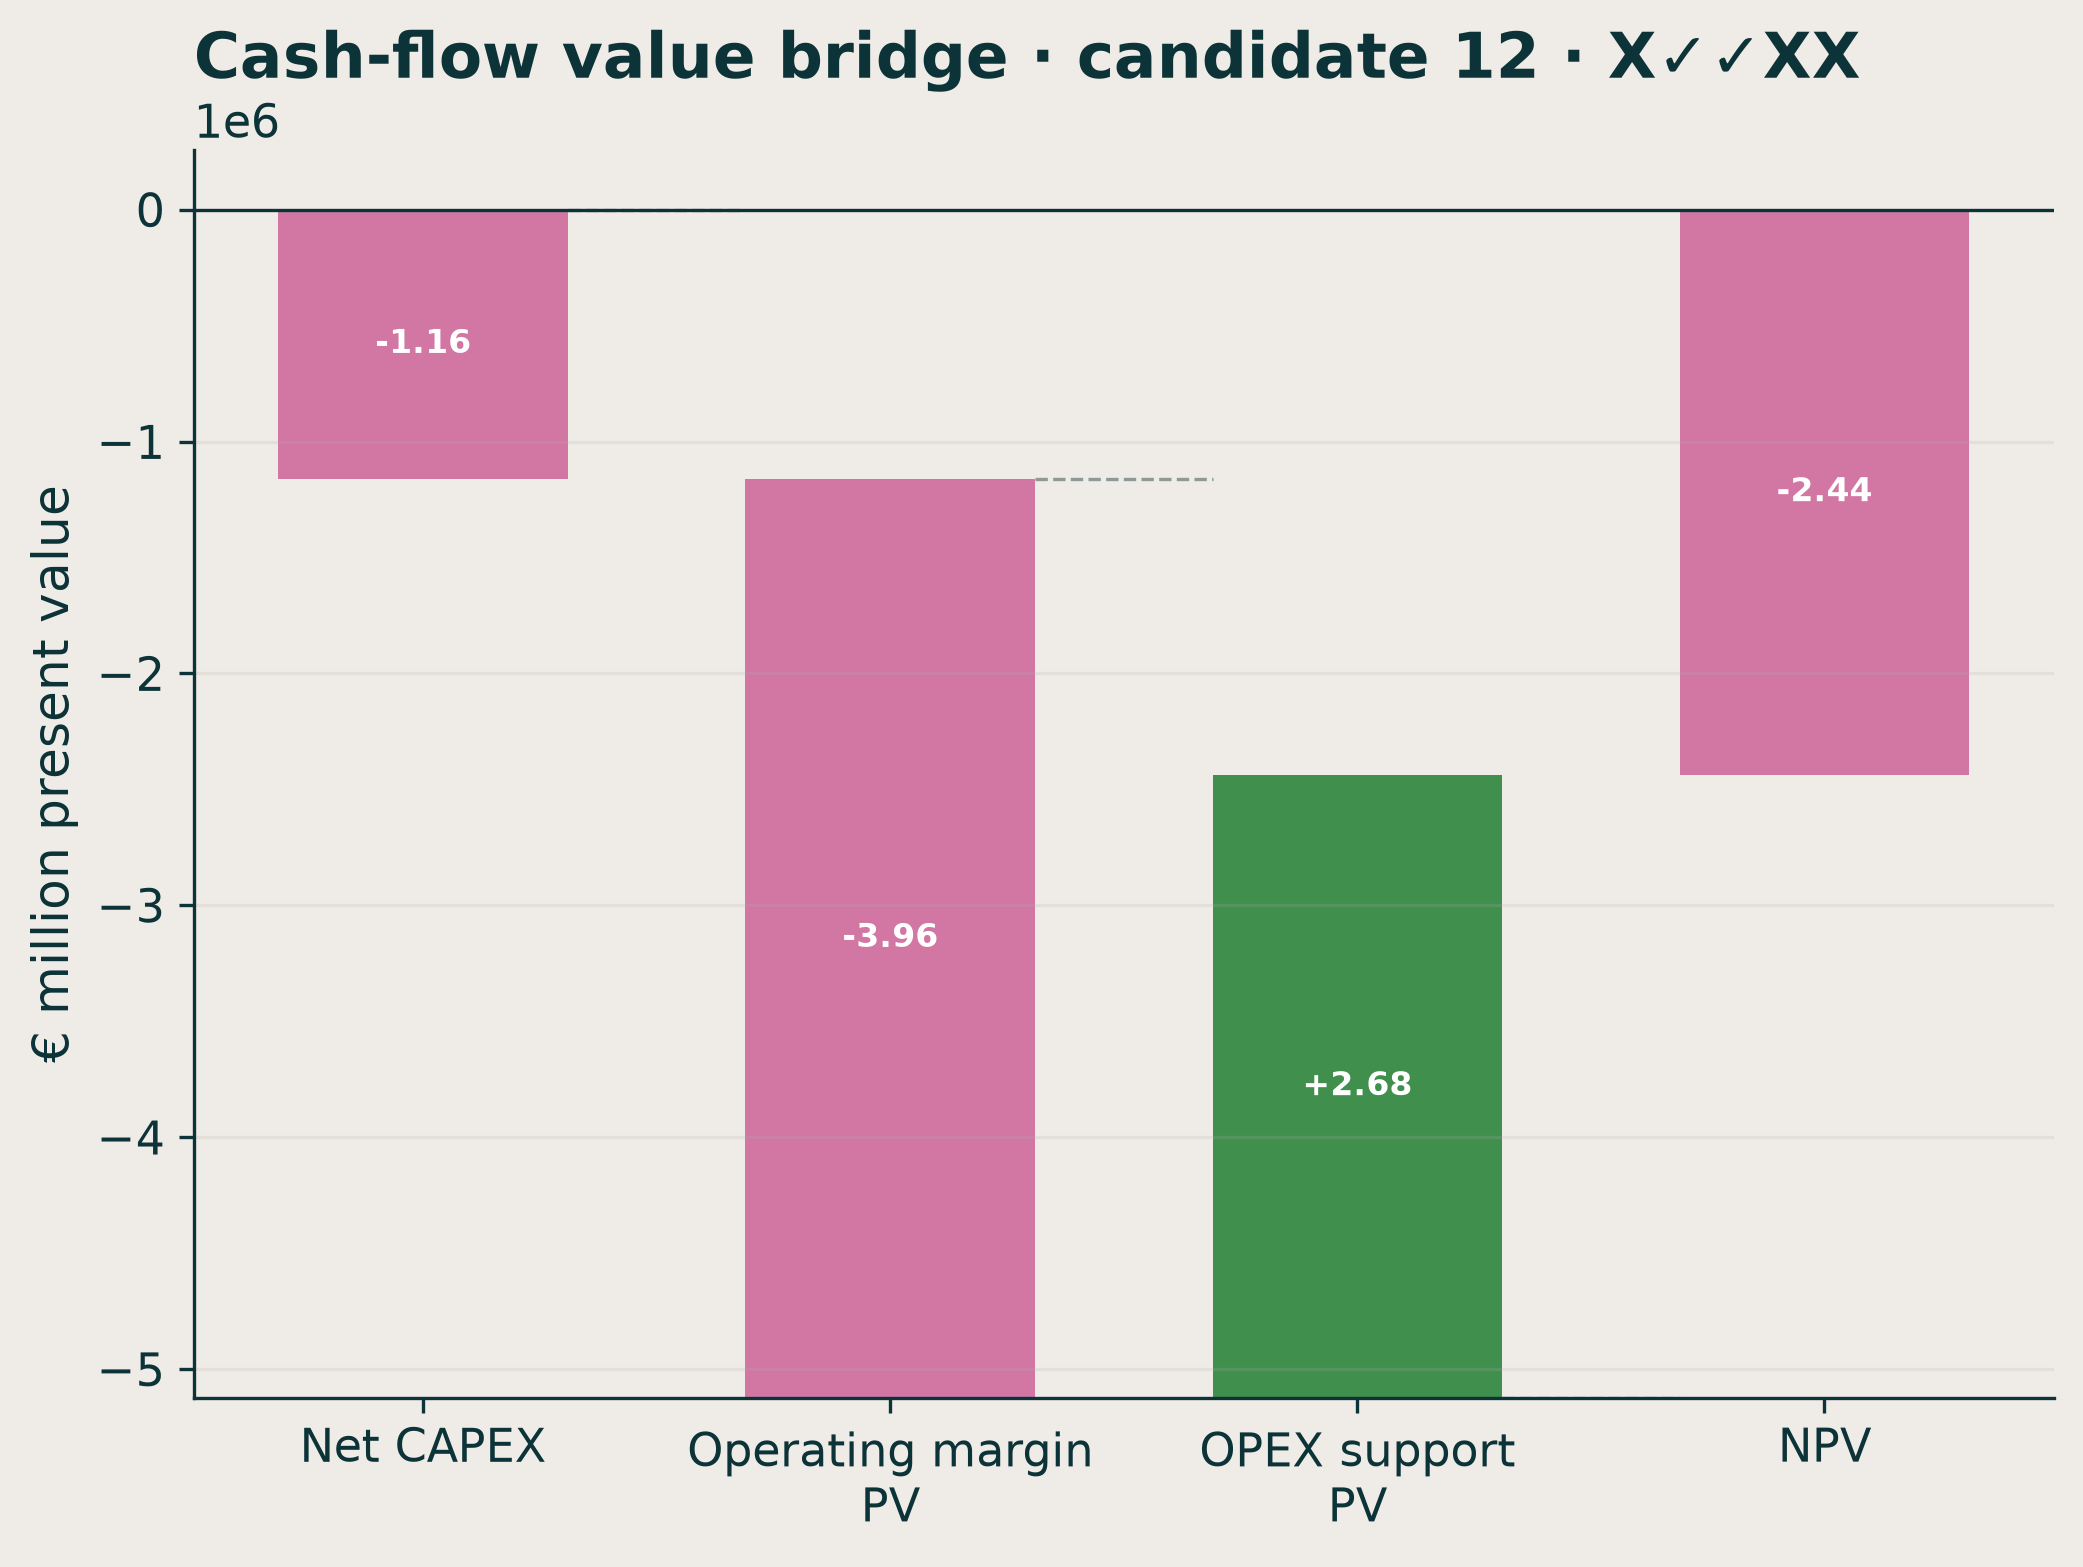 Cash-flow value bridge · candidate 12 · X✓✓XX
1e6
€ million present value
0
−1
−2
−3
−4
−5
-1.16
-3.96
+2.68
-2.44
Net CAPEX
Operating margin
PV
OPEX support
PV
NPV